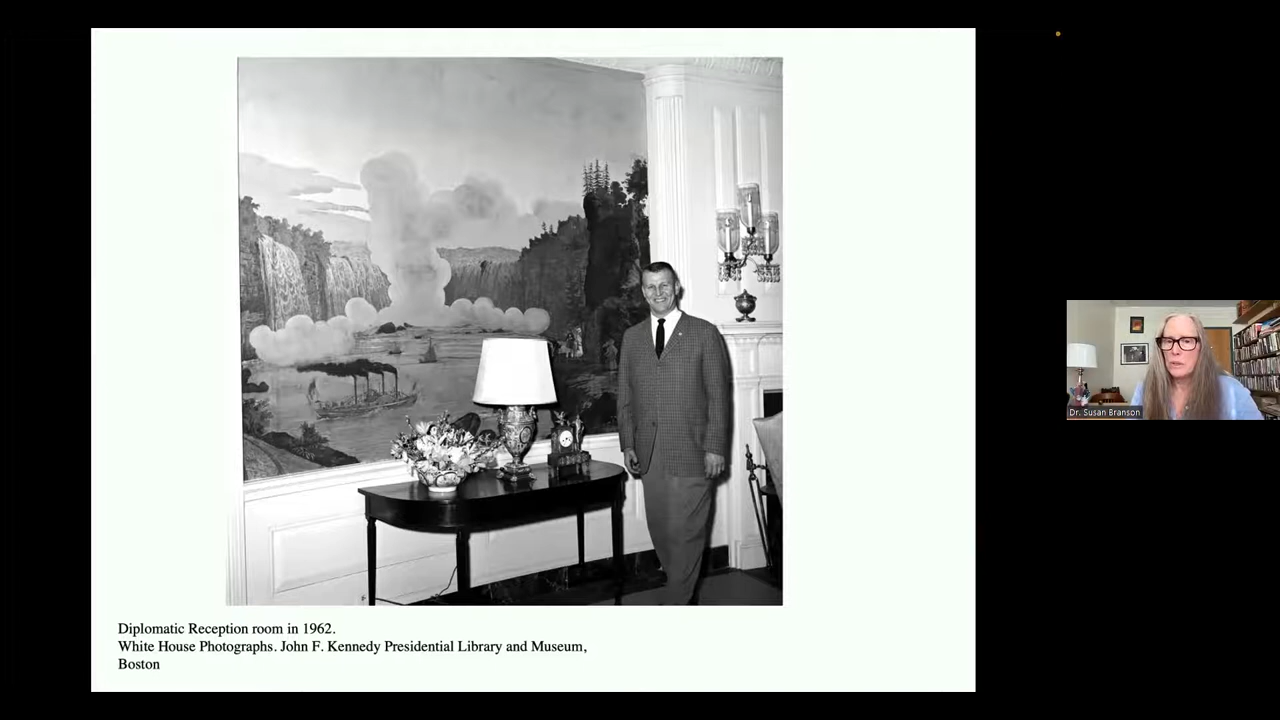 Diplomatic Reception room in 1962.
White House Photographs. John F. Kennedy Presidential Library and Museum,
Boston
Dr. Susan Branson